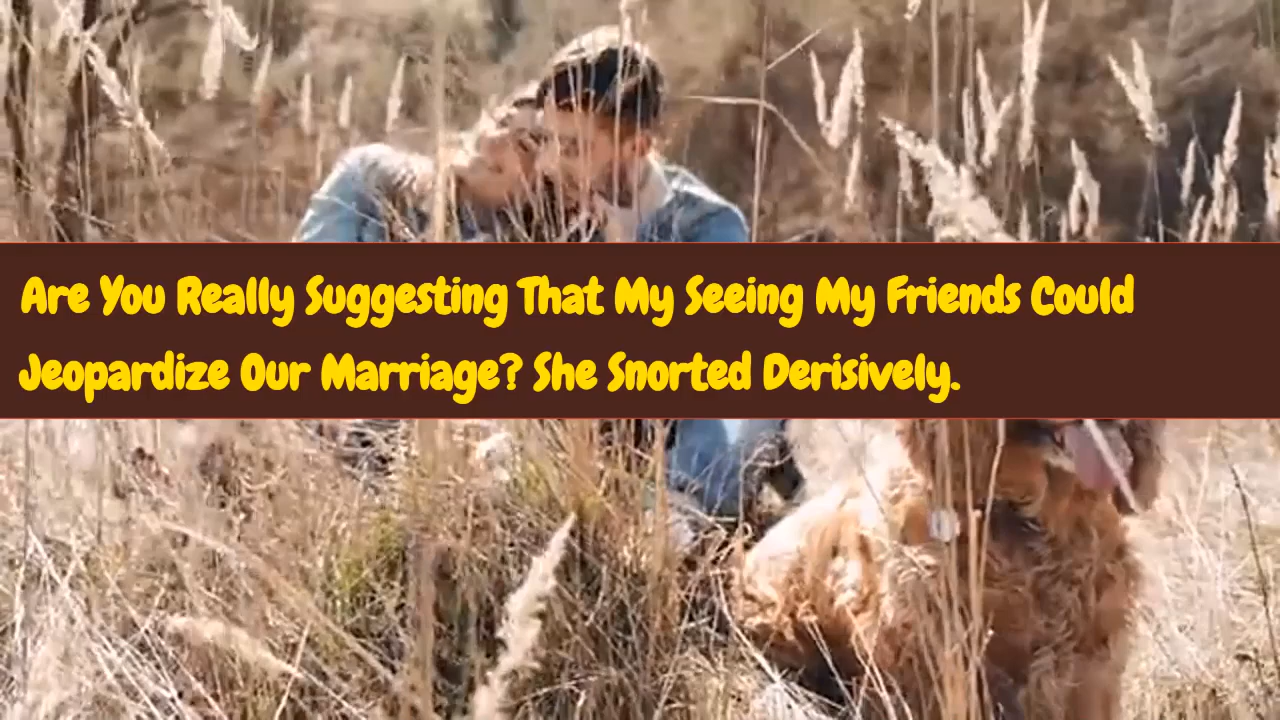 Are You Really Suggesting That My Seeing My Friends Could
Jeopardize Our Marriage? She Snorted Derisively.